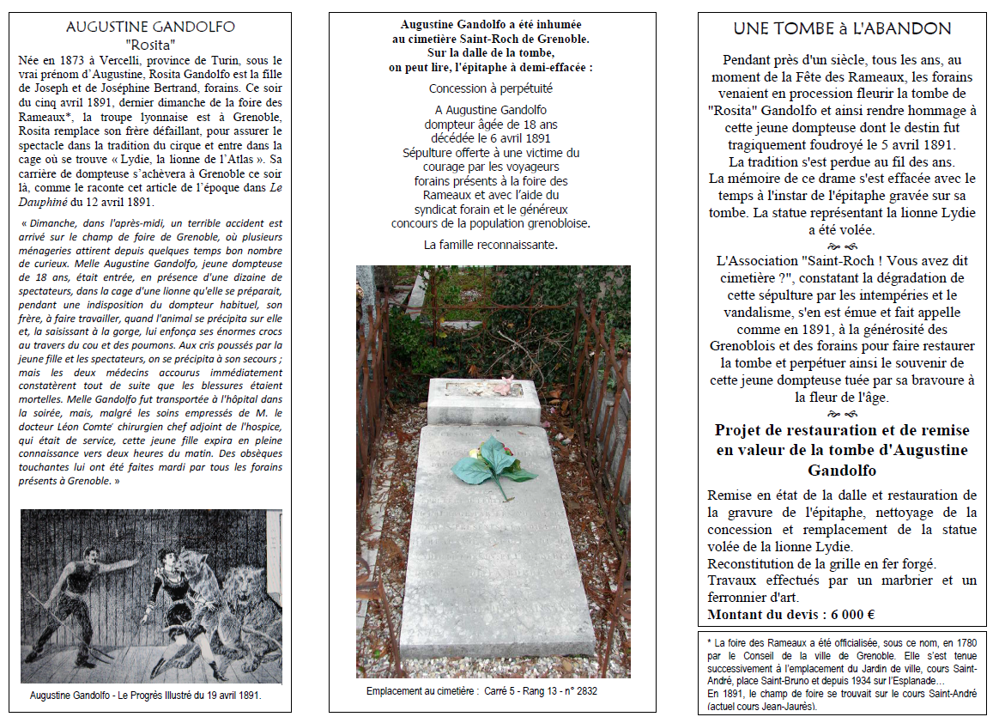 AUGUSTINE GANDOLFO
"Rosita"
Née en 1873 à Vercelli, province de Turin, sous le
vrai prénom d'Augustine, Rosita Gandolfo est la fille
de Joseph et de Joséphine Bertrand, forains. Ce soir
du cinq avril 1891, dernier dimanche de la foire des
Rameaux*, la troupe lyonnaise est à Grenoble,
Rosita remplace son frère défaillant, pour assurer le
spectacle dans la tradition du cirque et entre dans la
cage où se trouve « Lydie, la lionne de l'Atlas ». Sa
carrière de dompteuse s'achèvera à Grenoble ce soir
là, comme le raconte cet article de l'époque dans Le
Dauphiné du 12 avril 1891.
« Dimanche, dans l'après-midi, un terrible accident est
arrivé sur le champ de foire de Grenoble, où plusieurs
ménageries attirent depuis quelques temps bon nombre
de curieux. Melle Augustine Gandolfo, jeune dompteuse
de 18 ans, était entrée, en présence d'une dizaine de
spectateurs, dans la cage d'une lionne qu'elle se préparait,
pendant une indisposition du dompteur habituel, son
frère, à faire travailler, quand l'animal se précipita sur elle
et, la saisissant à la gorge, lui enfonça ses énormes crocs
au travers du cou et des poumons. Aux cris poussés par la
jeune fille et les spectateurs, on se précipita à son secours ;
mais les deux médecins accourus immédiatement
constatèrent tout de suite que les blessures étaient
mortelles. Melle Gandolfo fut transportée à l'hôpital dans
la soirée, mais, malgré les soins empressés de M. le
docteur Léon Comte chirurgien chef adjoint de l'hospice,
qui était de service, cette jeune fille expira en pleine
connaissance vers deux heures du matin. Des obsèques
touchantes lui ont été faites mardi par tous les forains
présents à Grenoble. »
Augustine Gandolfo - Le Progrès Illustré du 19 avril 1891.
Augustine Gandolfo a été inhumée
au cimetière Saint-Roch de Grenoble.
Sur la dalle de la tombe,
on peut lire, l'épitaphe à demi-effacée :
Concession à perpétuité
A Augustine Gandolfo
dompteur âgée de 18 ans
décédée le 6 avril 1891
Sépulture offerte à une victime du
courage par les voyageurs
forains présents à la foire des
Rameaux et avec l'aide du
syndicat forain et le généreux
concours de la population grenobloise.
La famille reconnaissante.
Emplacement au cimetière : Carré 5 - Rang 13 - n° 2832
UNE TOMBE à L'ABANDON
Pendant près d'un siècle, tous les ans, au
moment de la Fête des Rameaux, les forains
venaient en procession fleurir la tombe de
"Rosita" Gandolfo et ainsi rendre hommage à
cette jeune dompteuse dont le destin fut
tragiquement foudroyé le 5 avril 1891.
La tradition s'est perdue au fil des ans.
La mémoire de ce drame s'est effacée avec le
temps à l'instar de l'épitaphe gravée sur sa
tombe. La statue représentant la lionne Lydie
a été volée.
L'Association "Saint-Roch ! Vous avez dit
cimetière ?", constatant la dégradation de
cette sépulture par les intempéries et le
vandalisme, s'en est émue et fait appelle
comme en 1891, à la générosité des
Grenoblois et des forains pour faire restaurer
la tombe et perpétuer ainsi le souvenir de
cette jeune dompteuse tuée par sa bravoure à
la fleur de l'âge.
Projet de restauration et de remise
en valeur de la tombe d'Augustine
Gandolfo
Remise en état de la dalle et restauration de
la gravure de l'épitaphe, nettoyage de la
concession et remplacement de la statue
volée de la lionne Lydie.
Reconstitution de la grille en fer forgé.
Travaux effectués par un marbrier et un
ferronnier d'art.
Montant du devis : 6 000 €
* La foire des Rameaux a été officialisée, sous ce nom, en 1780
par le Conseil de la ville de Grenoble. Elle s'est tenue
successivement à l'emplacement du Jardin de ville, cours Saint-
André, place Saint-Bruno et depuis 1934 sur l'Esplanade…
En 1891, le champ de foire se trouvait sur le cours Saint-André
(actuel cours Jean-Jaurès).